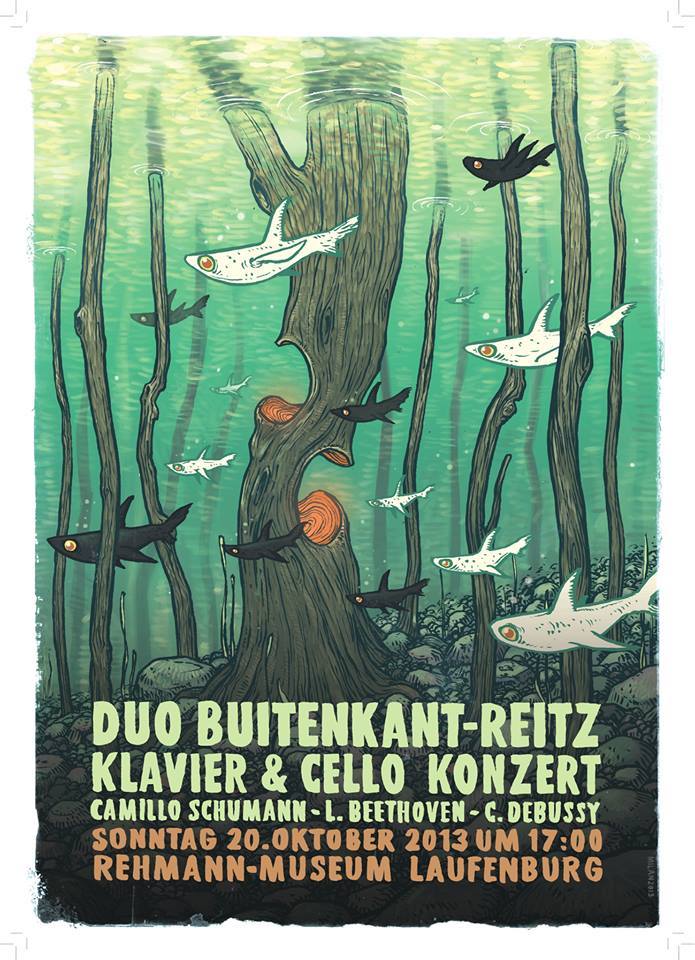 DUO BUITENKANT-REITZ
KLAVIER & CELLO KONZERT
CAMILLO SCHUMANN - L. BEETHOVEN - C. DEBUSSY
SONNTAG 20.OKTOBER 2013 UM 17:00
REHMANN-MUSEUM LAUFENBURG
MILAN2013